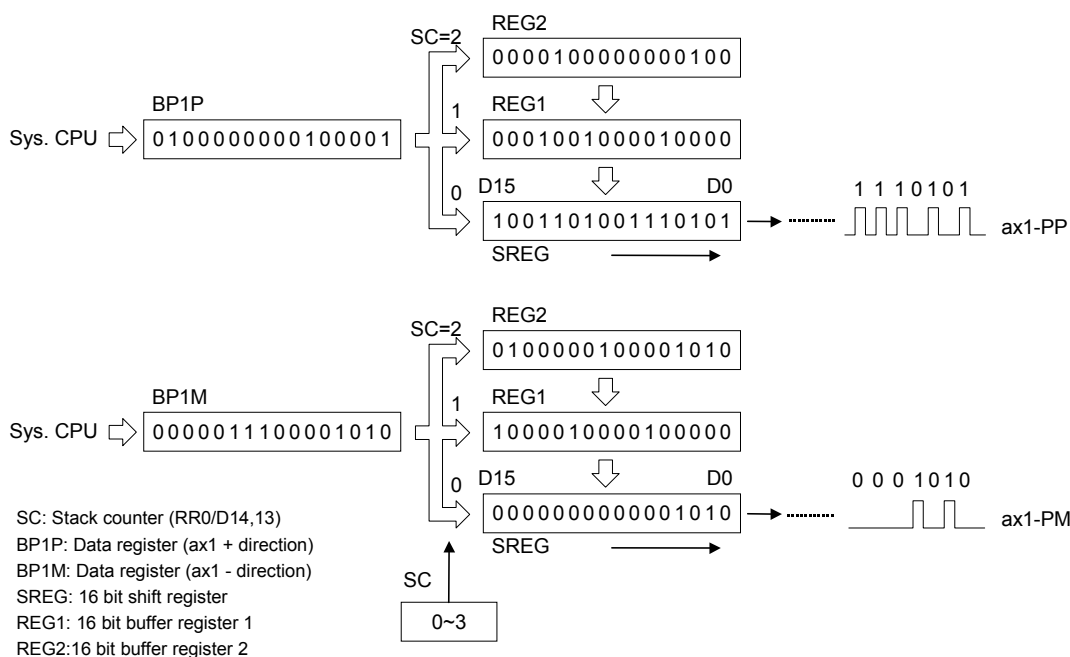 REG2
SC=2
0000100000000100
BP1P
1
REG1
Sys. CPU
0100000000100001
0001001000010000
0
D15
D0
1 1 1 0 1 0 1
1001101001110101
ax1-PP
SREG
REG2
SC=2
0100000100001010
BP1M
1
REG1
Sys. CPU
0000011100001010
1000010000100000
0
D15
D0
0 0 0 1 0 1 0
0000000000001010
ax1-PM
SREG
SC: Stack counter (RR0/D14,13)
BP1P: Data register (ax1 + direction)
BP1M: Data register (ax1 - direction)
SREG: 16 bit shift register
REG1: 16 bit buffer register 1
REG2:16 bit buffer register 2
SC
0~3